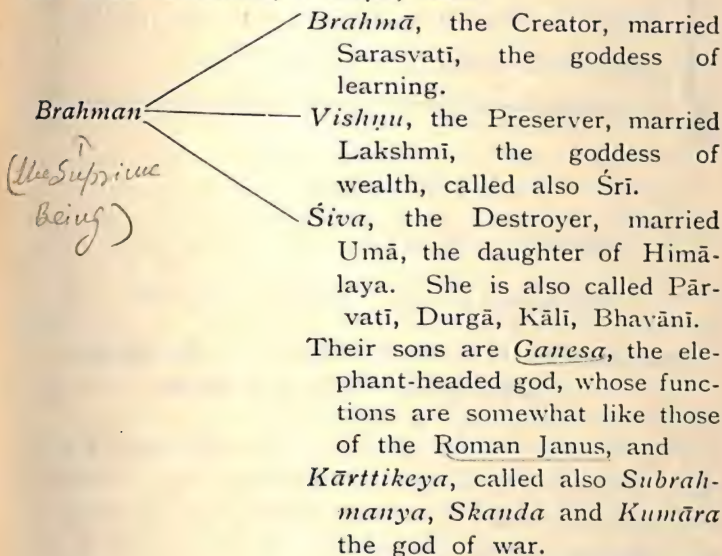 Brahmā, the Creator, married
Sarasvatī, the goddess of
learning.
Brahman
Vishṇu, the Preserver, married
Lakshmī, the goddess of
wealth, called also Śrī.
(the Supreme
Being)
Śiva, the Destroyer, married
Umā, the daughter of Himā-
laya. She is also called Pār-
vatī, Durgā, Kālī, Bhavānī.
Their sons are Ganesa, the ele-
phant-headed god, whose func-
tions are somewhat like those
of the Roman Janus, and
Kārttikeya, called also Subrah-
manya, Skanda and Kumāra
the god of war.